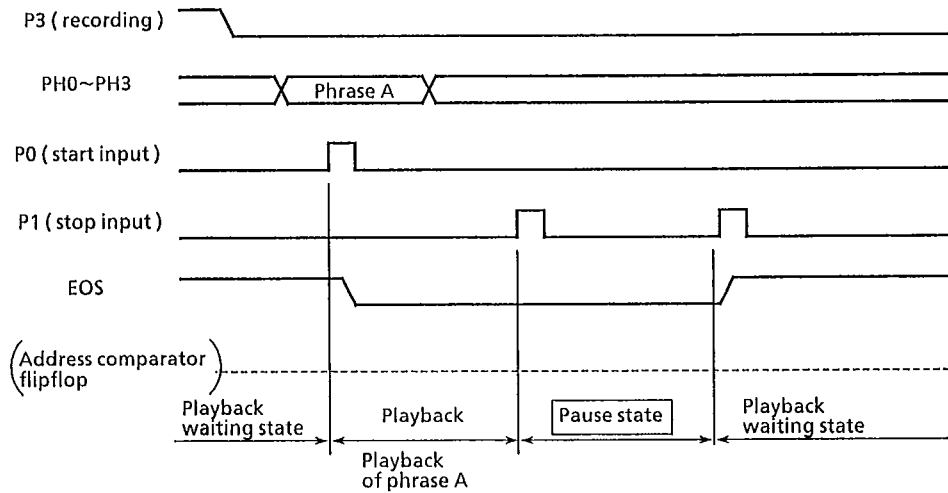 P3 ( recording )
PH0~PH3
Phrase A
P0 ( start input )
P1 ( stop input )
EOS
(Address comparator
flipflop)
Playback
waiting state
Playback
Pause state
Playback
waiting state
Playback
of phrase A